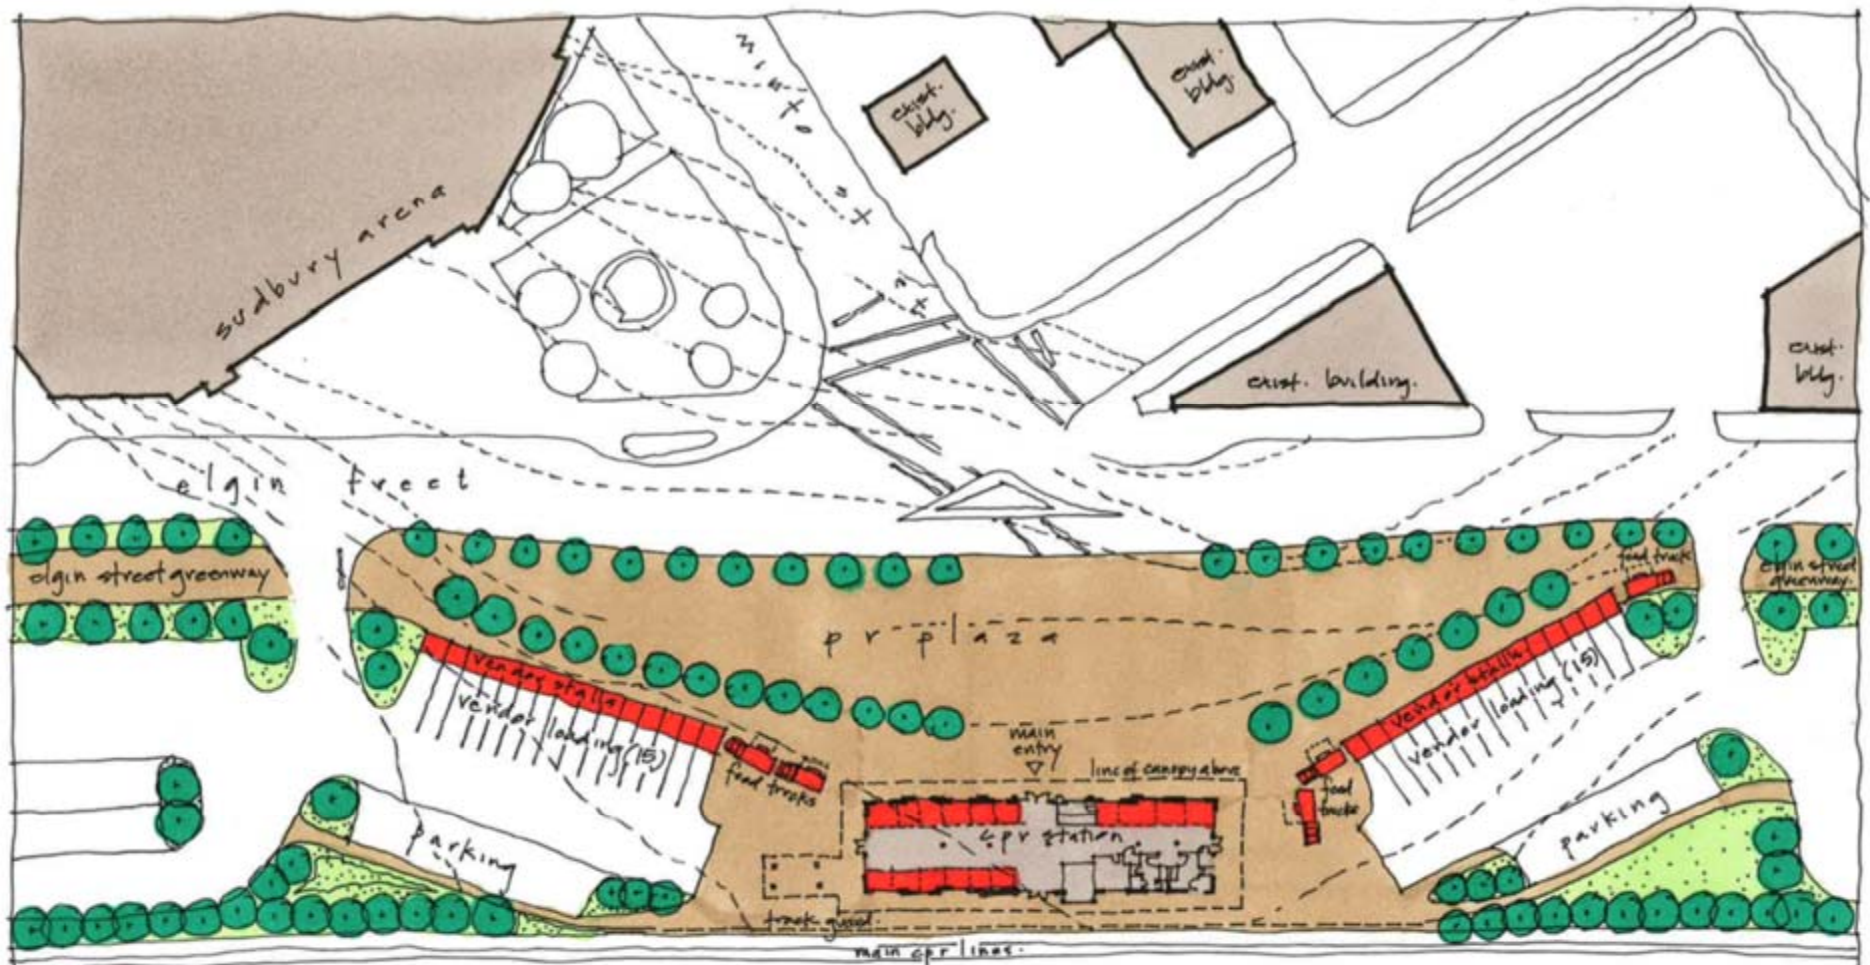 minto
st
exist.
bldg.
exist.
bldg.
sudbury arena
exist. building.
exist.
bldg.
elgin street
elgin street greenway
food truck
elgin street
greenway.
pr plaza
vendor stalls
vendor loading (15)
vendor stalls
vendor loading (15)
main
entry
line of canopy above
food trucks
food
trucks
cpr station
parking
parking
track guard
main cpr lines.